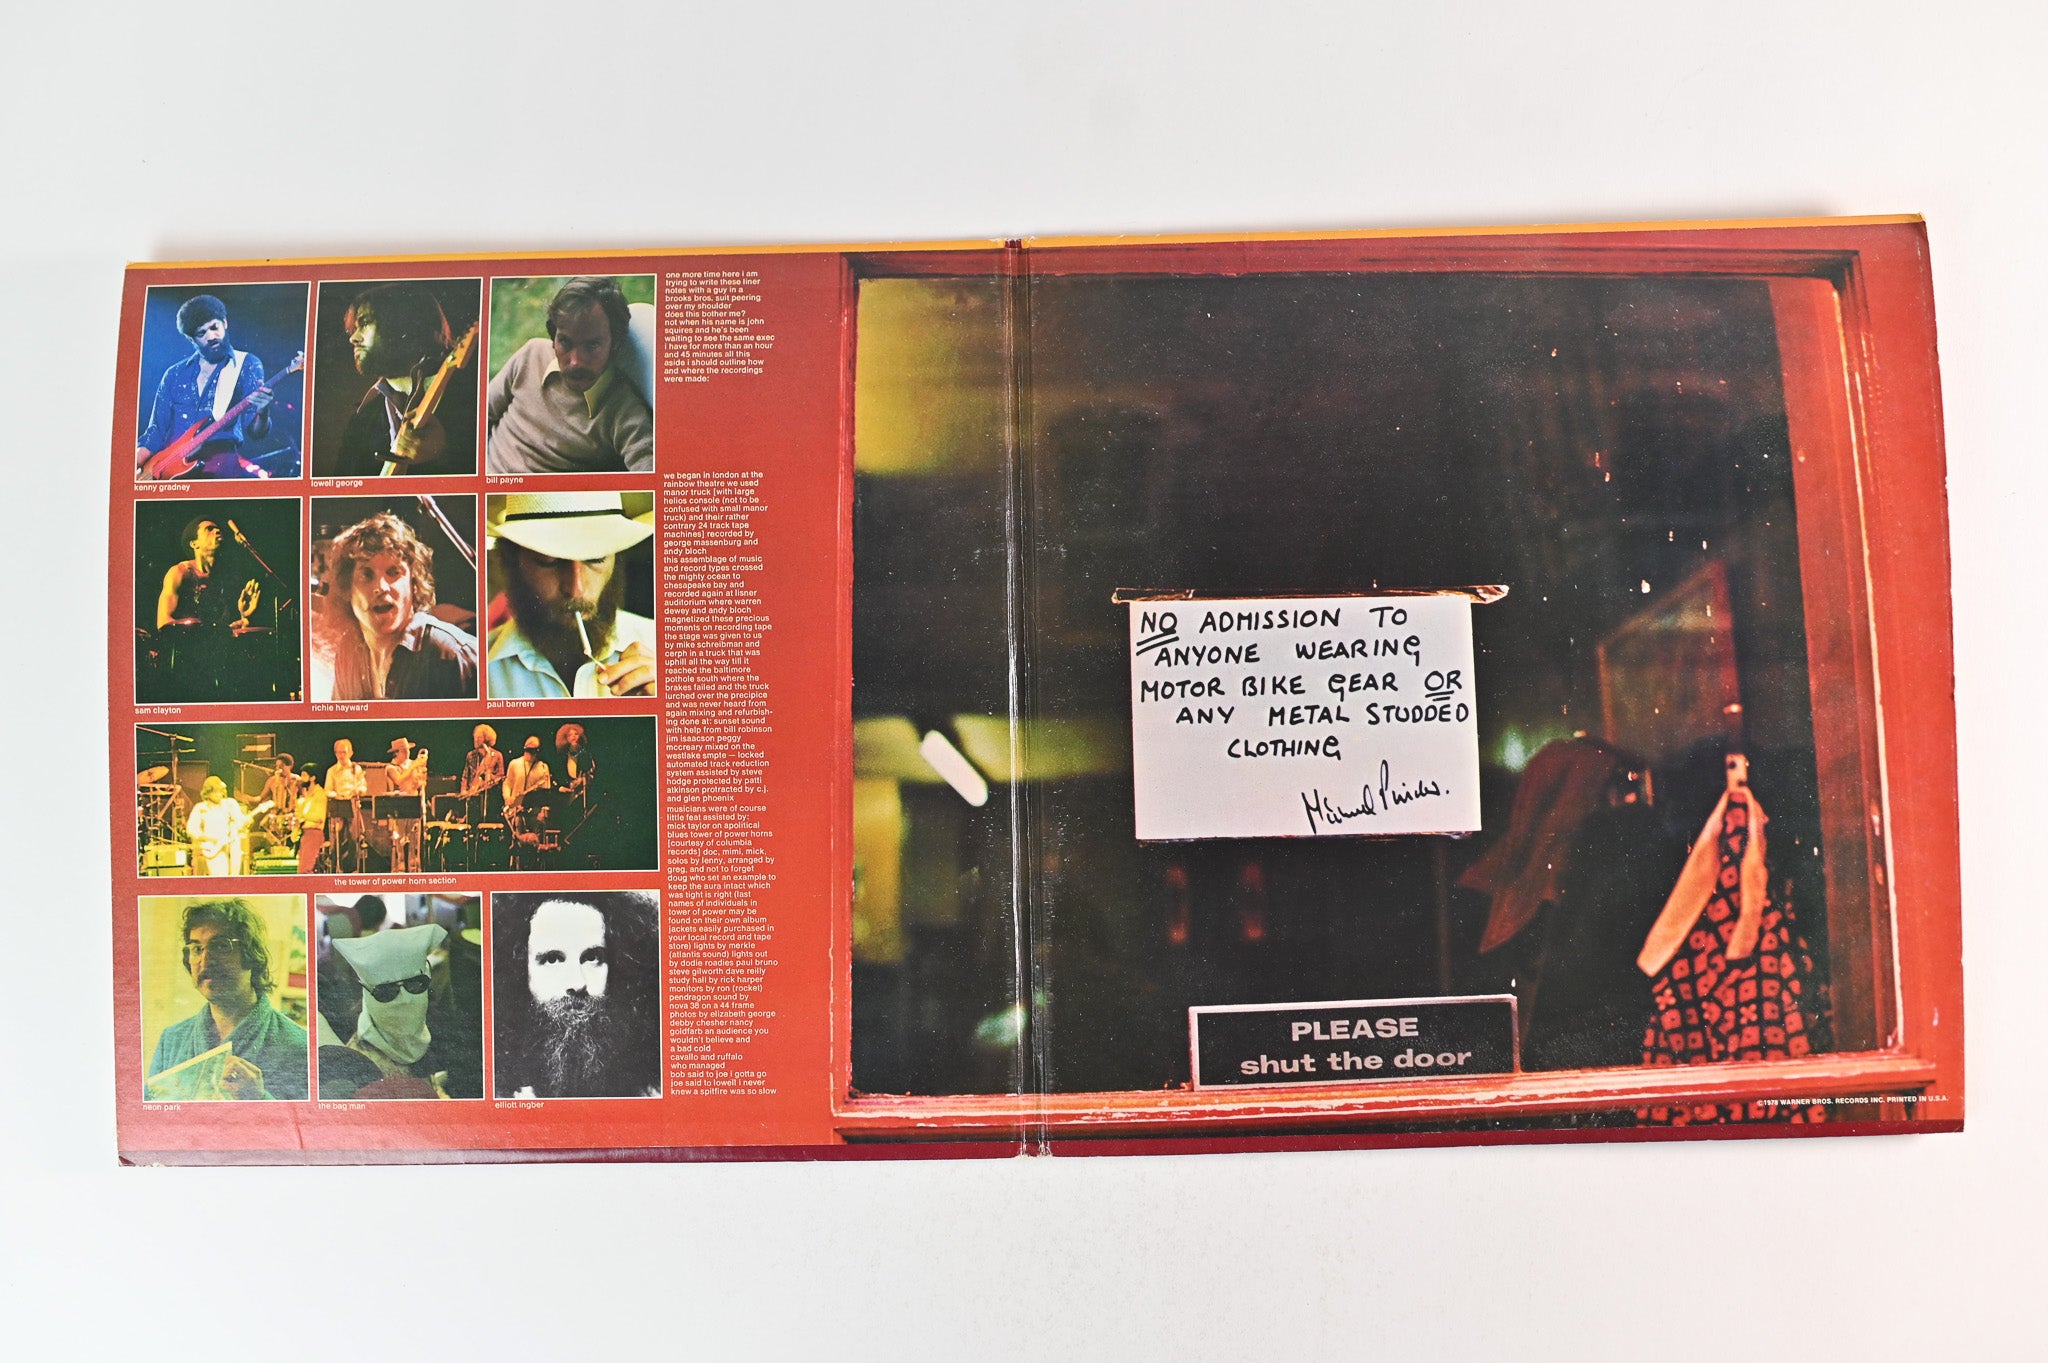 kenny gradney
lowell george
bill payne
sam clayton
richie hayward
paul barrere
the tower of power horn section
neon park
the bag man
elliott ingber
one more time here i am
trying to write these liner
notes with a guy in a
brooks bros. suit peering
over my shoulder
does this bother me?
not when his name is john
squires and he's been
waiting to see the same exec
i have for more than an hour
and 45 minutes all this
aside i should outline how
and where the recordings
were made:
we began in london at the
rainbow theatre we used
manor truck [with large
helios console (not to be
confused with small manor
truck) and their rather
contrary 24 track tape
machines] recorded by
george massenburg and
andy bloch
this assemblage of music
and record types crossed
the mighty ocean to
chesapeake bay and
recorded again at lisner
auditorium where warren
dewey and andy bloch
magnetized these precious
moments on recording tape
the stage was given to us
by mike schreibman and
cerph in a truck that was
uphill all the way till it
reached the baltimore
pothole south where the
brakes failed and the truck
lurched over the precipice
and was never heard from
again mixing and refurbish-
ing done at: sunset sound
with help from bill robinson
jim isaacson peggy
mccreary mixed on the
westlake smpte — locked
automated track reduction
system assisted by steve
hodge protected by patti
atkinson protracted by c.j.
and glen phoenix
musicians were of course
little feat assisted by:
mick taylor on apolitical
blues tower of power horns
[courtesy of columbia
records] doc, mimi, mick,
solos by lenny, arranged by
greg, and not to forget
doug who set an example to
keep the aura intact which
was tight is right (last
names of individuals in
tower of power may be
found on their own album
jackets easily purchased in
your local record and tape
store) lights by merkle
(atlantis sound) lights out
by dodie roadies paul bruno
steve gilworth dave reilly
study hall by rick harper
monitors by ron (rocket)
pendragon sound by
nova 38 on a 44 frame
photos by elizabeth george
debby chesher nancy
goldfarb an audience you
wouldn't believe and
a bad cold
cavallo and ruffalo
who managed
bob said to joe i gotta go
joe said to lowell i never
knew a spitfire was so slow
NO ADMISSION TO
ANYONE WEARING
MOTOR BIKE GEAR OR
ANY METAL STUDDED
CLOTHING
PLEASE
shut the door
©1978 WARNER BROS. RECORDS INC. PRINTED IN U.S.A.